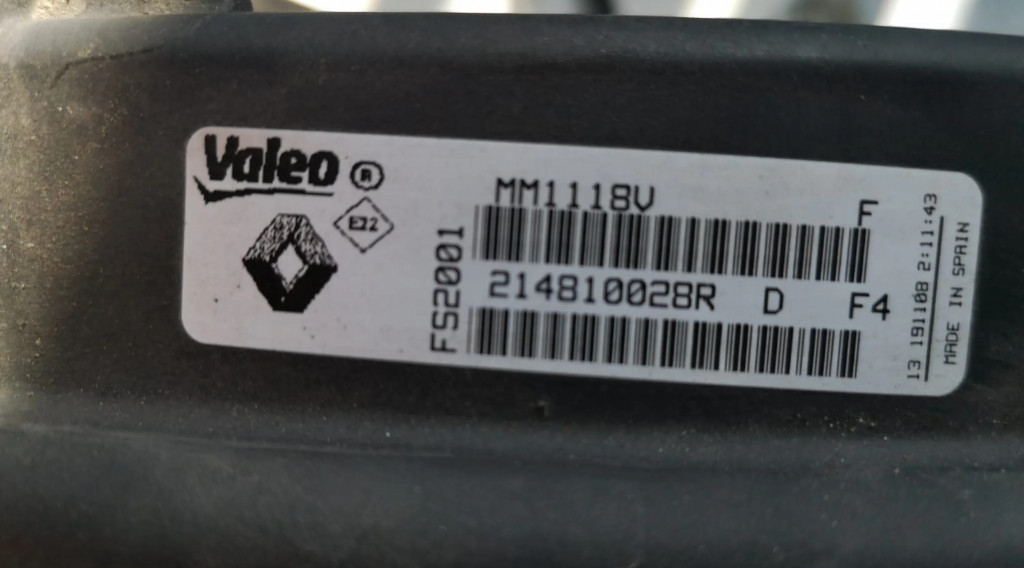 Valeo ®
E22
FS2001
MM1118V
F
214810028R D F4
13 191108 2:11:43
MADE IN SPAIN